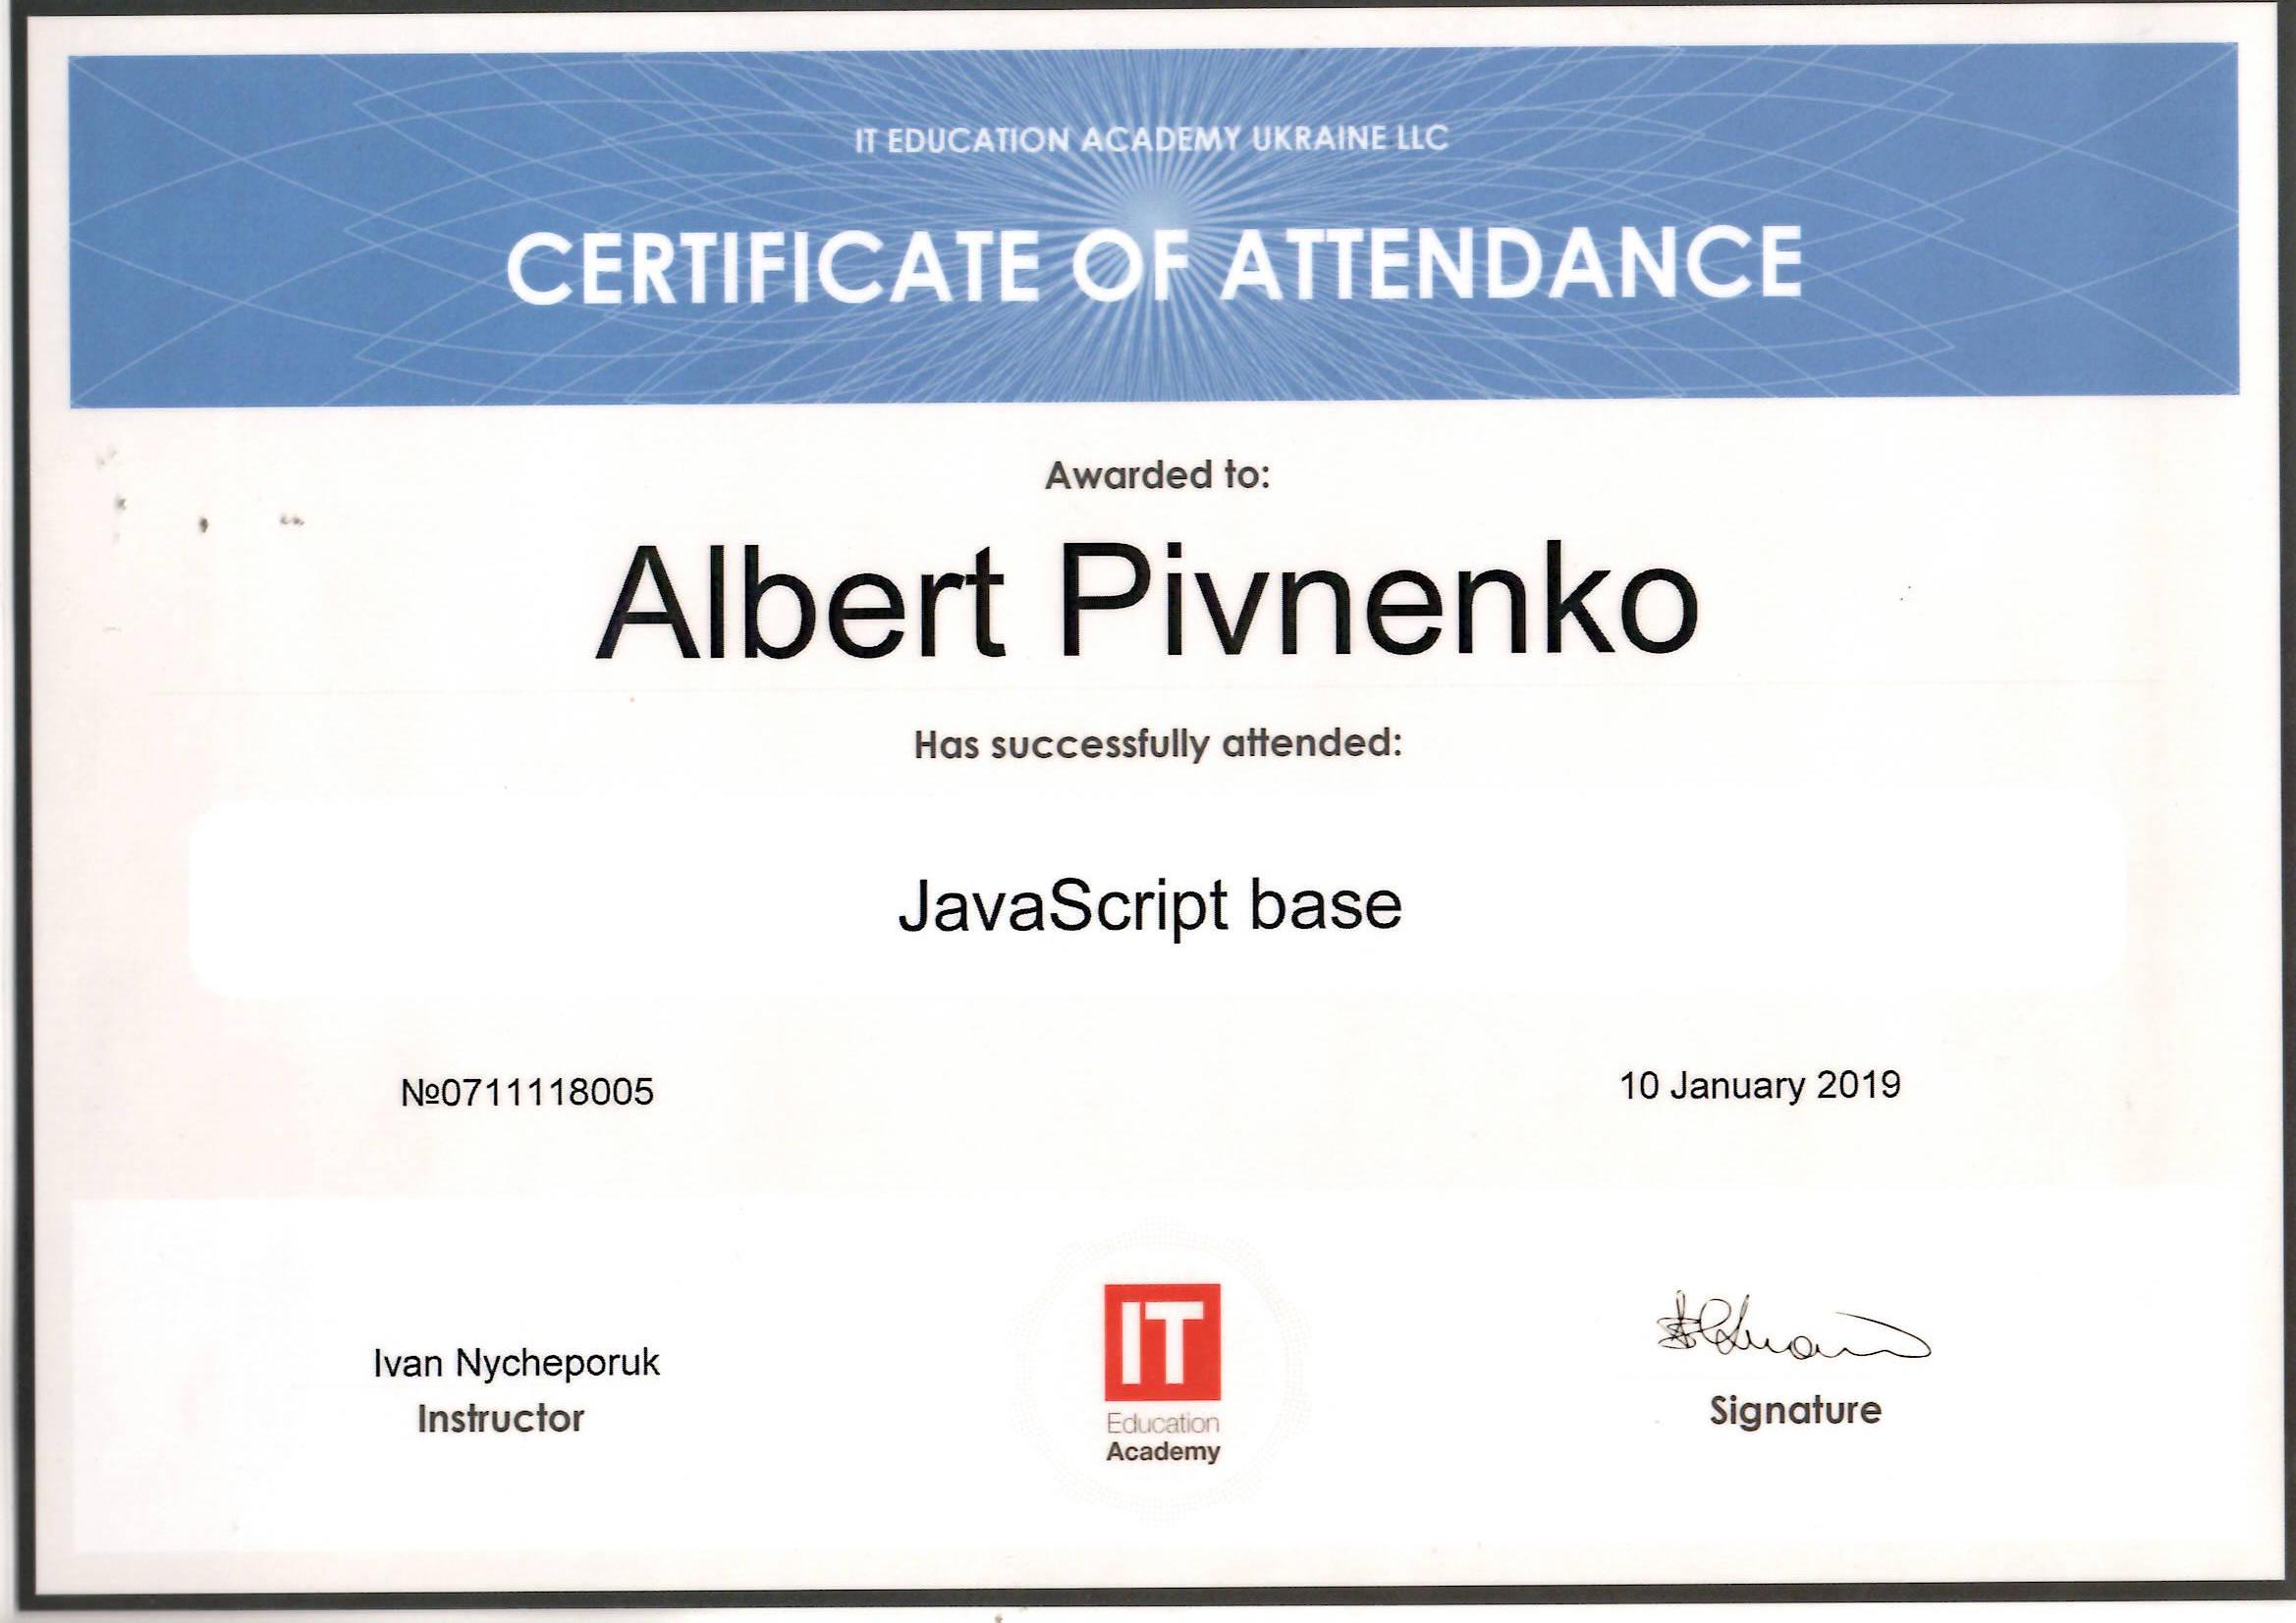 IT EDUCATION ACADEMY UKRAINE LLC
CERTIFICATE OF ATTENDANCE
Awarded to:
Albert Pivnenko
Has successfully attended:
JavaScript base
№0711118005
10 January 2019
Ivan Nycheporuk
Instructor
IT
Education
Academy
Signature